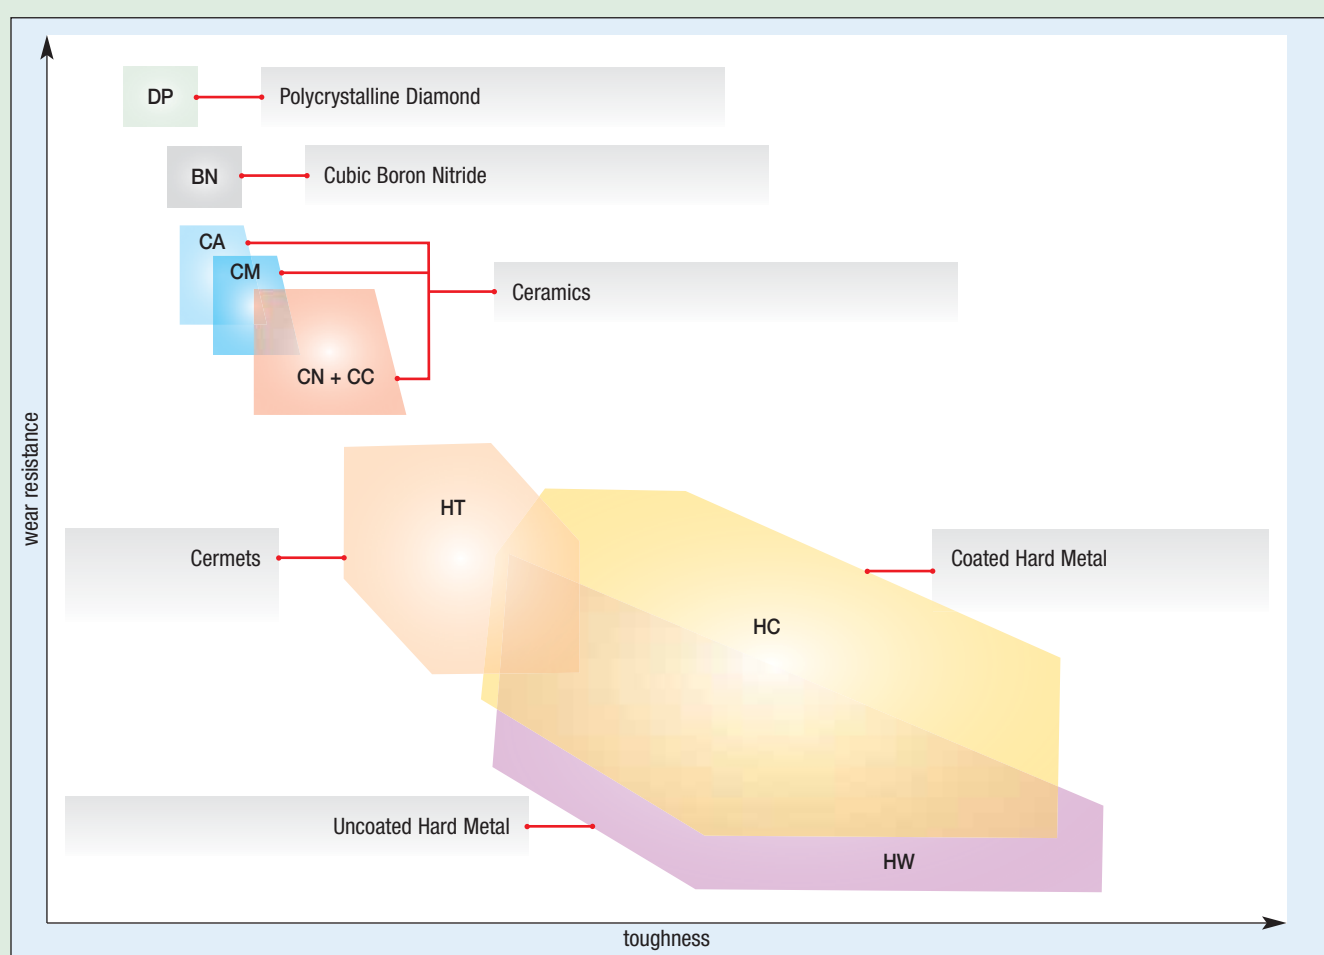 DP
Polycrystalline Diamond
BN
Cubic Boron Nitride
CA
CM
Ceramics
CN + CC
wear resistance
HT
Cermets
Coated Hard Metal
HC
Uncoated Hard Metal
HW
toughness